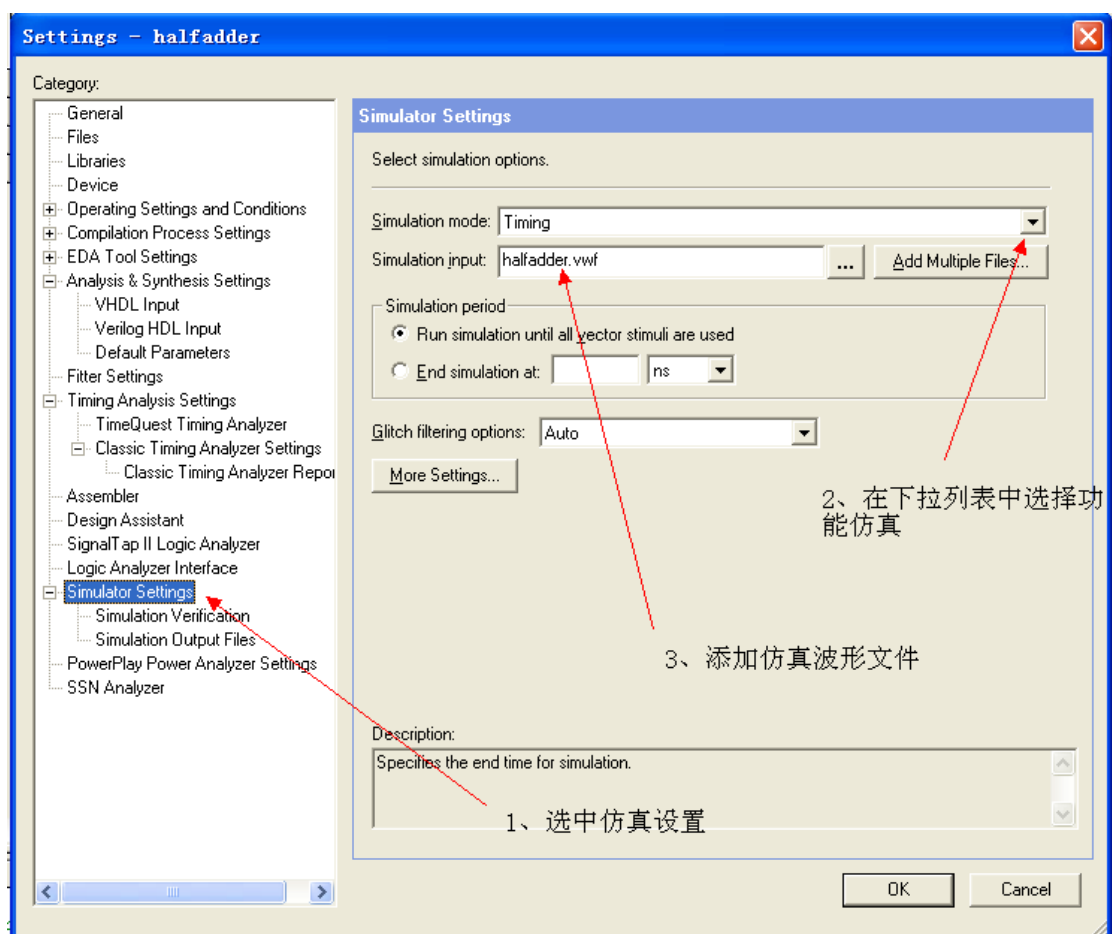 Settings - halfadder
Category:
General
Files
Libraries
Device
Operating Settings and Conditions
Compilation Process Settings
EDA Tool Settings
Analysis & Synthesis Settings
VHDL Input
Verilog HDL Input
Default Parameters
Fitter Settings
Timing Analysis Settings
TimeQuest Timing Analyzer
Classic Timing Analyzer Settings
Classic Timing Analyzer Repor
Assembler
Design Assistant
SignalTap II Logic Analyzer
Logic Analyzer Interface
Simulator Settings
Simulation Verification
Simulation Output Files
PowerPlay Power Analyzer Settings
SSN Analyzer
Simulator Settings
Select simulation options.
Simulation mode: Timing
Simulation input: halfadder.vwf ... Add Multiple Files...
Simulation period
Run simulation until all vector stimuli are used
End simulation at: ns
Glitch filtering options: Auto
More Settings...
2、在下拉列表中选择功
能仿真
3、添加仿真波形文件
Description:
Specifies the end time for simulation.
1、选中仿真设置
OK Cancel